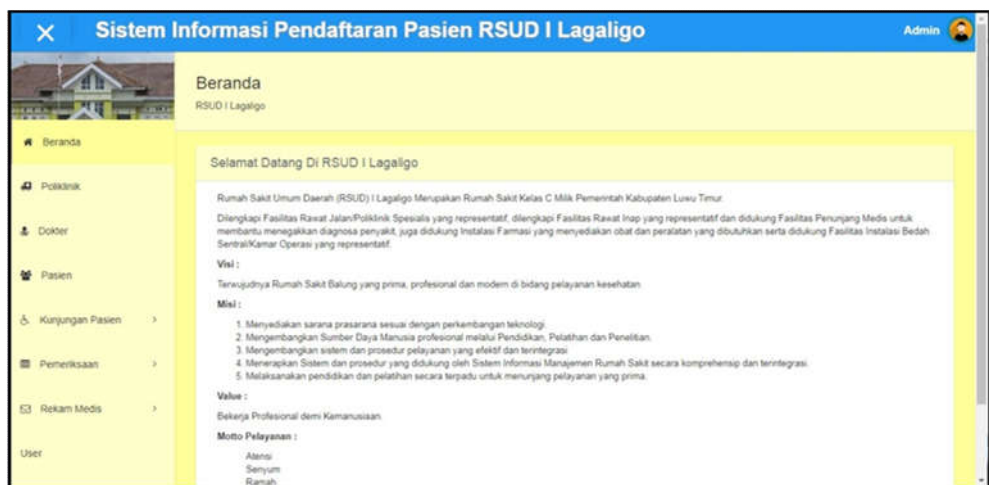 Sistem Informasi Pendaftaran Pasien RSUD I Lagaligo
Admin
Beranda
RSUD I Lagaligo
Beranda
Poliklinik
Dokter
Pasien
Kunjungan Pasien
Pemeriksaan
Rekam Medis
User
Selamat Datang Di RSUD I Lagaligo
Rumah Sakit Umum Daerah (RSUD) I Lagaligo Merupakan Rumah Sakit Kelas C Milik Pemerintah Kabupaten Luwu Timur.
Dilengkapi Fasilitas Rawat Jalan/Poliklinik Spesialis yang representatif, dilengkapi Fasilitas Rawat Inap yang representatif dan didukung Fasilitas Penunjang Medis untuk
membantu menegakkan diagnosa penyakit, juga didukung Instalasi Farmasi yang menyediakan obat dan peralatan yang dibutuhkan serta didukung Fasilitas Instalasi Bedah
Sentral/Kamar Operasi yang representatif.
Visi :
Terwujudnya Rumah Sakit Balung yang prima, profesional dan modern di bidang pelayanan kesehatan
Misi :
1. Menyediakan sarana prasarana sesuai dengan perkembangan teknologi.
2. Mengembangkan Sumber Daya Manusia profesional melalui Pendidikan, Pelatihan dan Penelitian.
3. Mengembangkan sistem dan prosedur pelayanan yang efektif dan terintegrasi
4. Menerapkan Sistem dan prosedur yang didukung oleh Sistem Informasi Manajemen Rumah Sakit secara komprehensip dan terintegrasi.
5. Melaksanakan pendidikan dan pelatihan secara terpadu untuk menunjang pelayanan yang prima.
Value :
Bekerja Profesional demi Kemanusiaan.
Motto Pelayanan :
Atensi
Senyum
Ramah